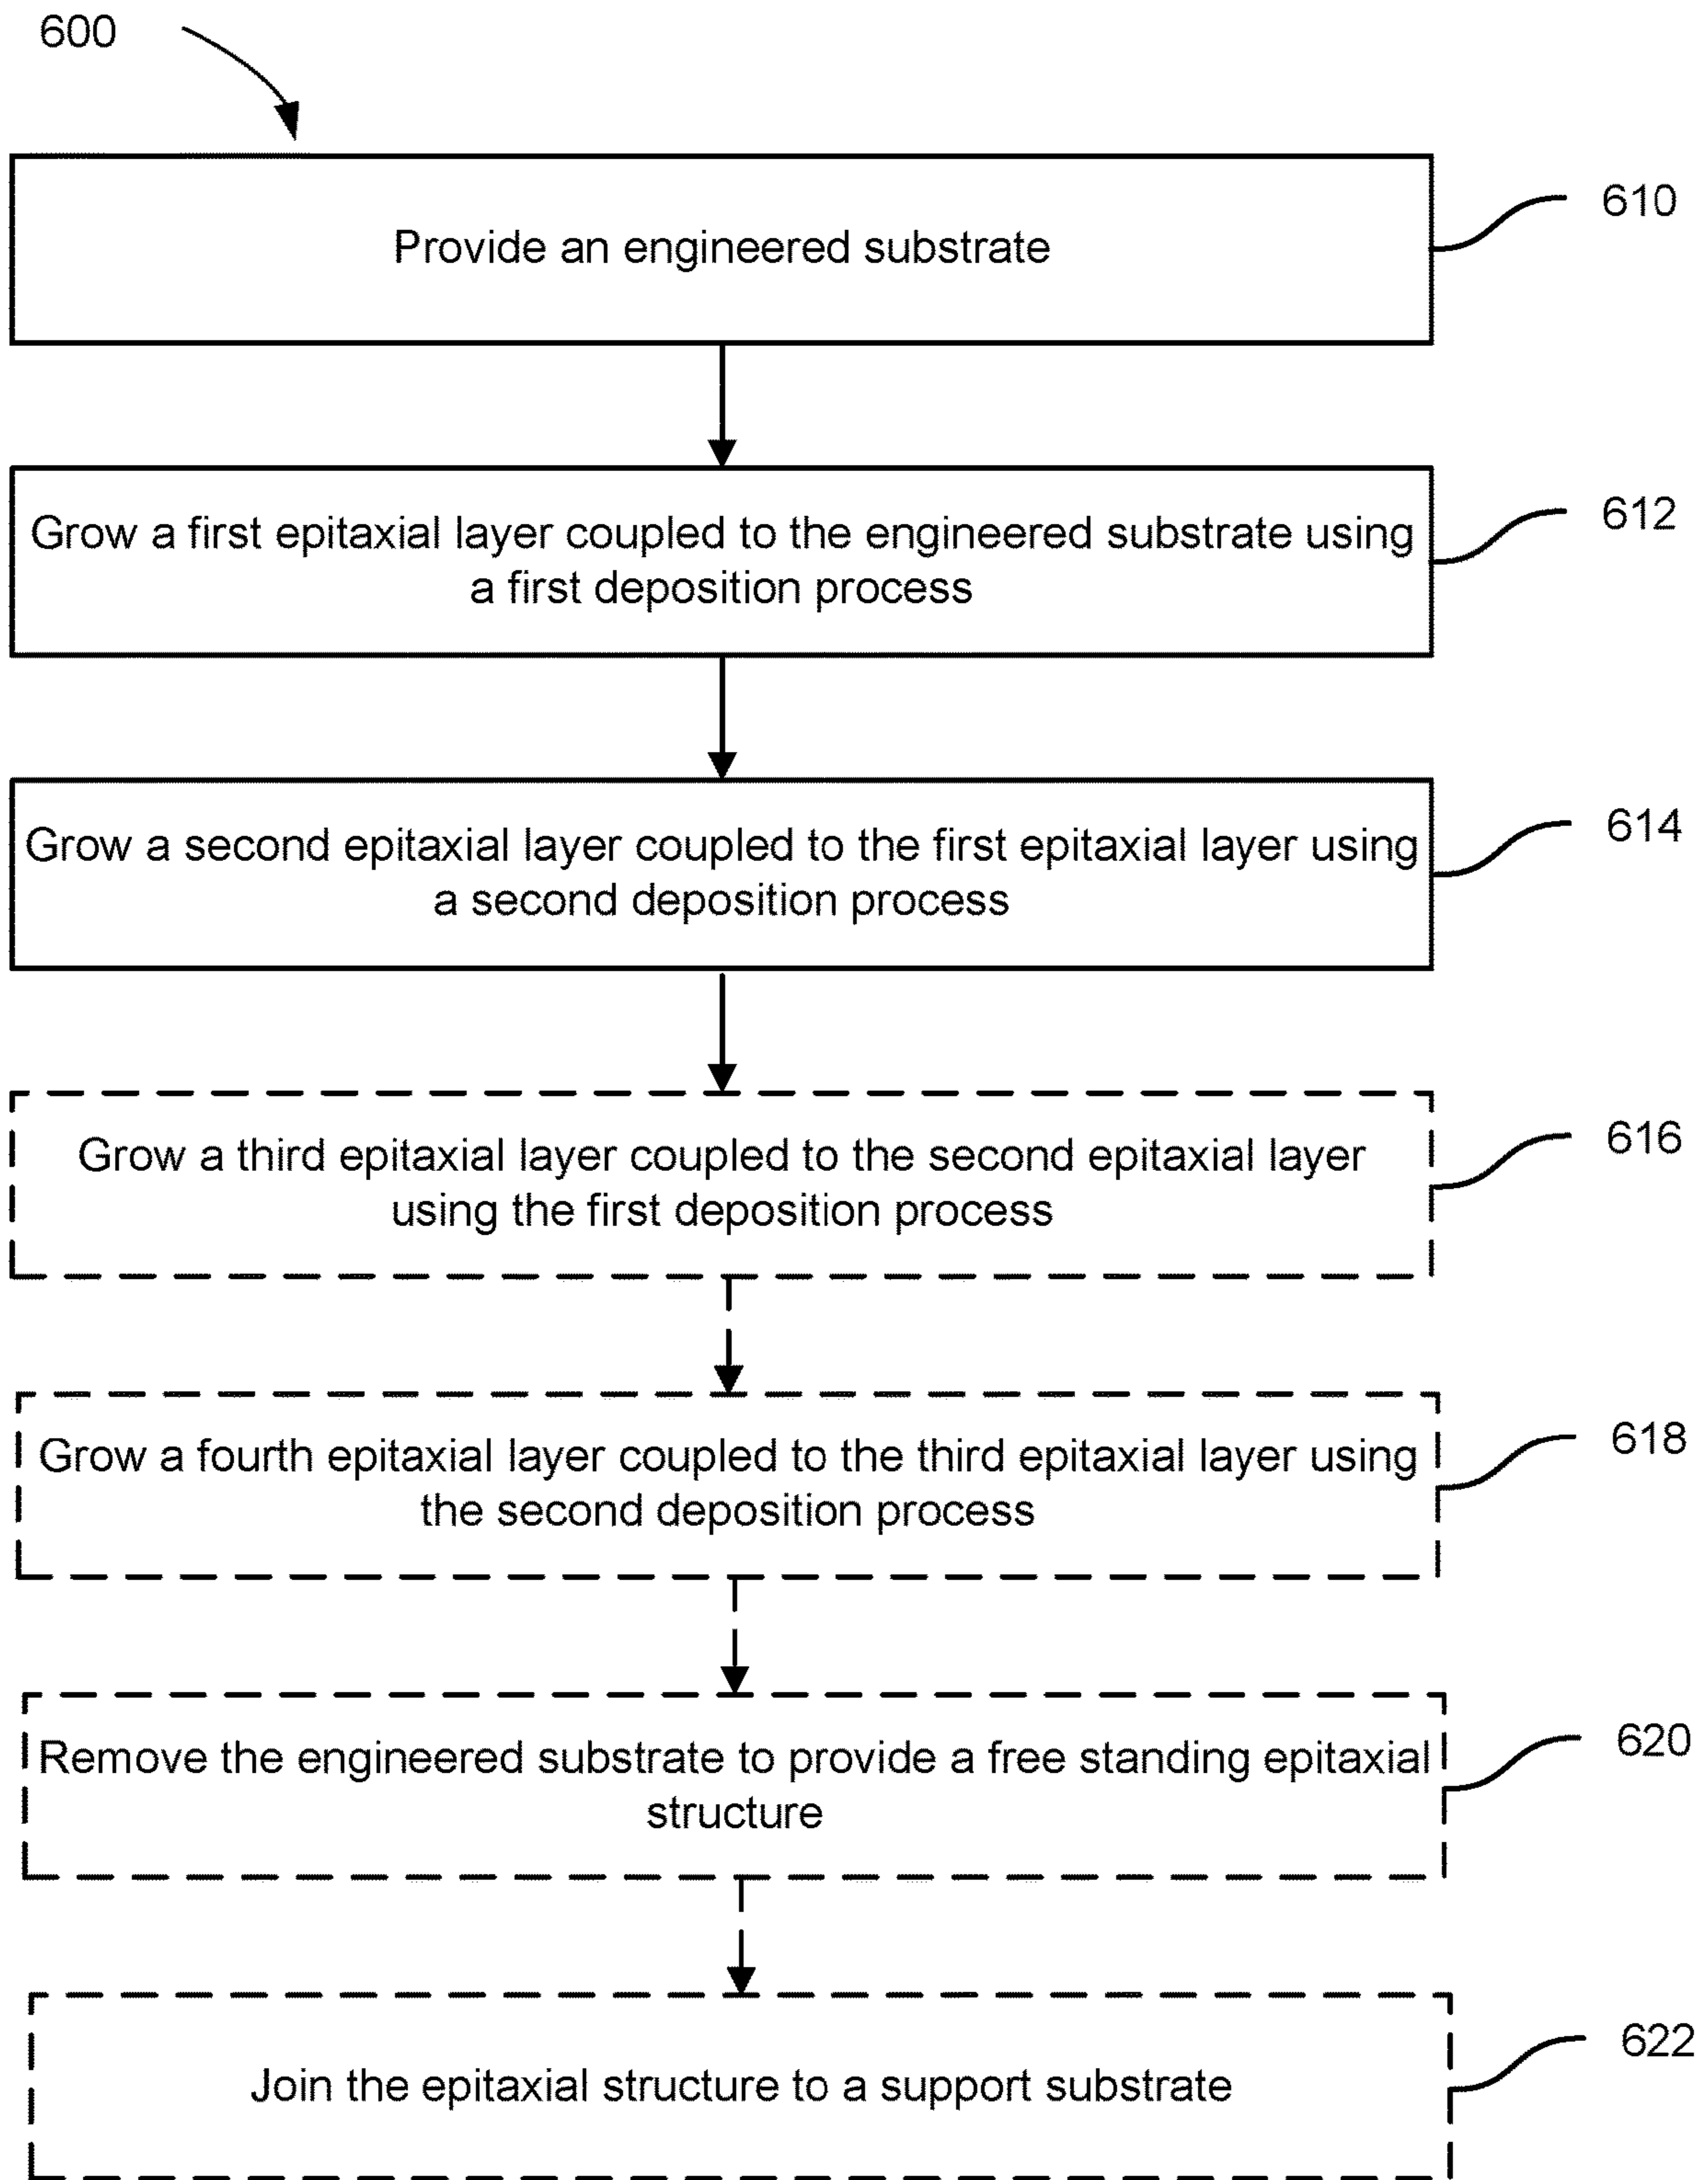 600
Provide an engineered substrate
610
Grow a first epitaxial layer coupled to the engineered substrate using
a first deposition process
612
Grow a second epitaxial layer coupled to the first epitaxial layer using
a second deposition process
614
Grow a third epitaxial layer coupled to the second epitaxial layer
using the first deposition process
616
Grow a fourth epitaxial layer coupled to the third epitaxial layer using
the second deposition process
618
Remove the engineered substrate to provide a free standing epitaxial
structure
620
Join the epitaxial structure to a support substrate
622